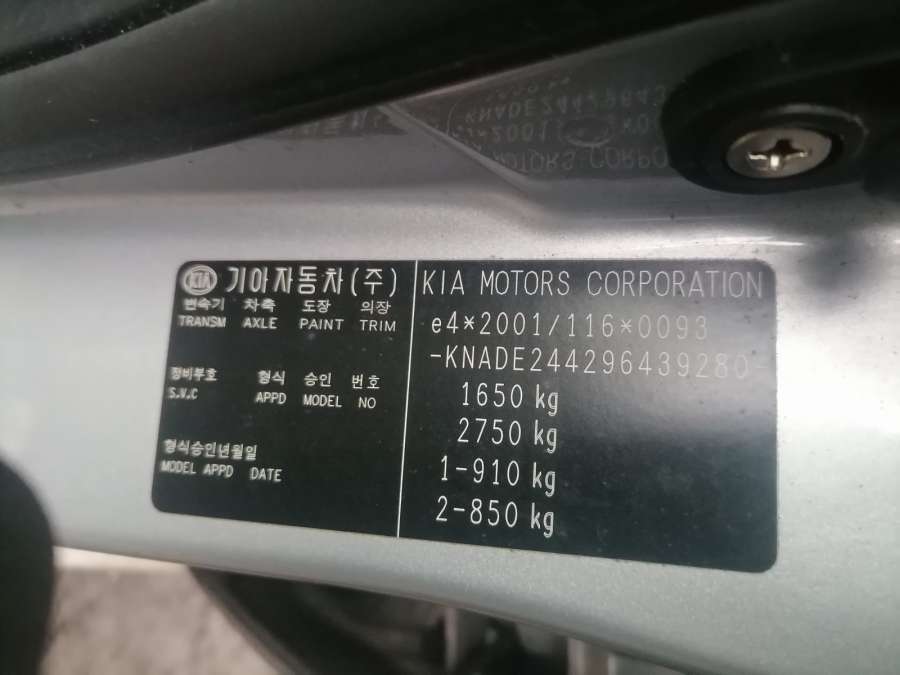 KIA 기아자동차(주)
변속기 차축 도장 의장
TRANSM AXLE PAINT TRIM
정비부호 형식 승인 번호
S.V.C APPD MODEL NO
형식승인년월일
MODEL APPD DATE
KIA MOTORS CORPORATION
e4*2001/116*0093
-KNADE244296439280-
1650 kg
2750 kg
1-910 kg
2-850 kg